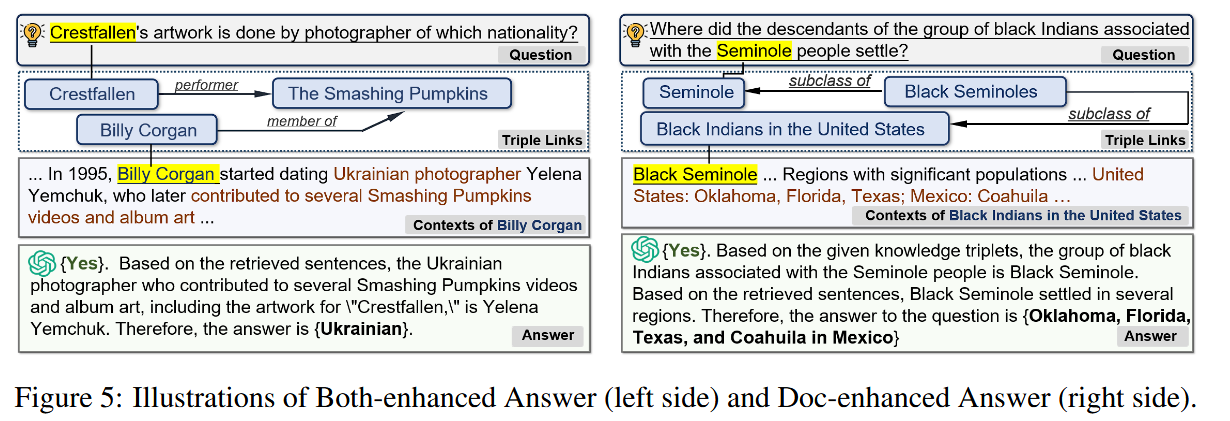 Crestfallen's artwork is done by photographer of which nationality?
Question
Crestfallen
performer
The Smashing Pumpkins
Billy Corgan
member of
Triple Links
... In 1995, Billy Corgan started dating Ukrainian photographer Yelena
Yemchuk, who later contributed to several Smashing Pumpkins
videos and album art ...
Contexts of Billy Corgan
{Yes}. Based on the retrieved sentences, the Ukrainian
photographer who contributed to several Smashing Pumpkins videos
and album art, including the artwork for \"Crestfallen,\" is Yelena
Yemchuk. Therefore, the answer is {Ukrainian}.
Answer
Where did the descendants of the group of black Indians associated
with the Seminole people settle?
Question
Seminole
subclass of
Black Seminoles
subclass of
Black Indians in the United States
Triple Links
Black Seminole ... Regions with significant populations ... United
States: Oklahoma, Florida, Texas; Mexico: Coahuila ...
Contexts of Black Indians in the United States
{Yes}. Based on the given knowledge triplets, the group of black
Indians associated with the Seminole people is Black Seminole.
Based on the retrieved sentences, Black Seminole settled in several
regions. Therefore, the answer to the question is {Oklahoma, Florida,
Texas, and Coahuila in Mexico}
Answer
Figure 5: Illustrations of Both-enhanced Answer (left side) and Doc-enhanced Answer (right side).